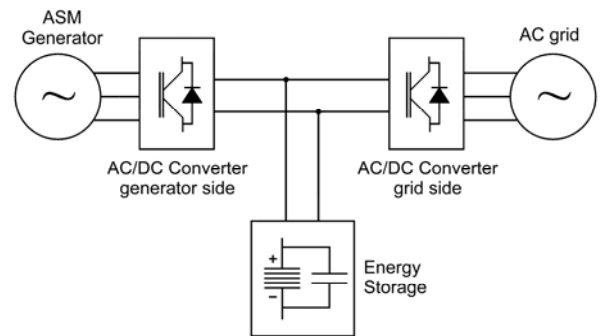 ASM
Generator
AC grid
~
~
AC/DC Converter
generator side
AC/DC Converter
grid side
+
−
Energy
Storage